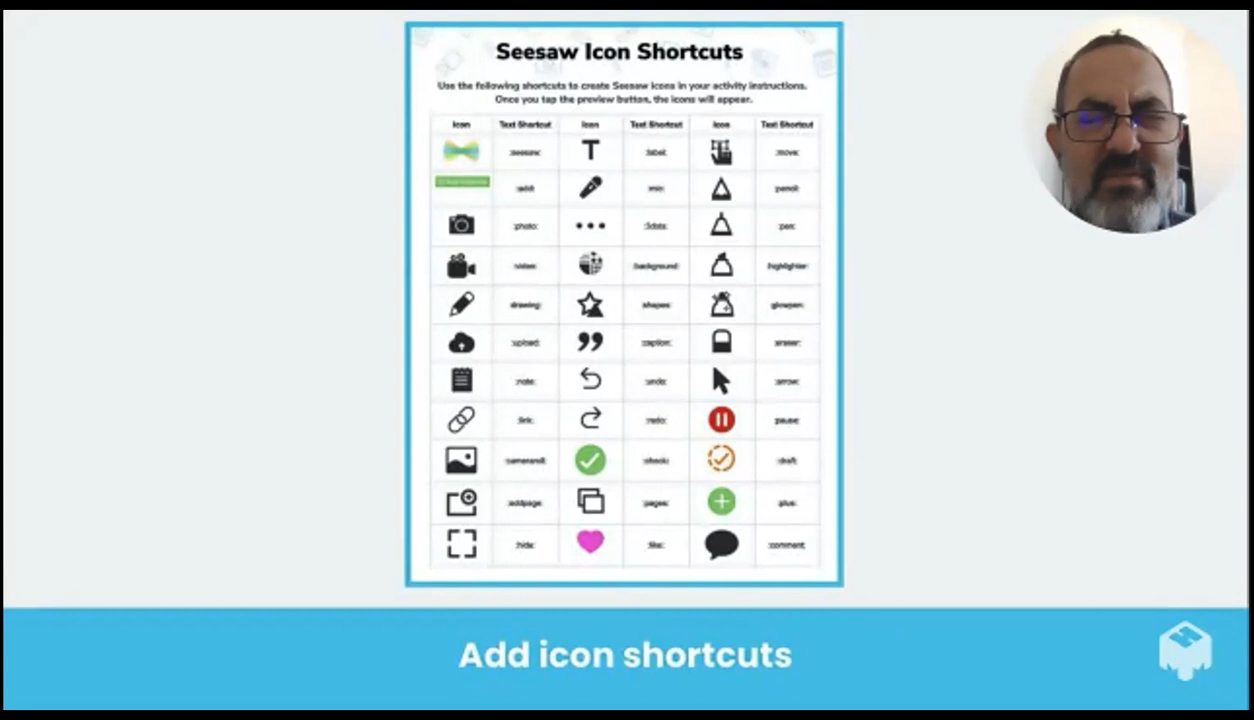 Seesaw Icon Shortcuts
Use the following shortcuts to create Seesaw icons in your activity instructions.
Once you tap the preview button, the icons will appear.
Icon Text Shortcut Icon Text Shortcut Icon Text Shortcut
:seesaw: T :label: :move:
:add: :mic: :pencil:
:photo: :3dots: :pen:
:video: :background: :highlighter:
:drawing: :shapes: :glowpen:
:upload: :caption: :eraser:
:note: :undo: :arrow:
:link: :redo: :pause:
:cameraroll: :check: :draft:
:addpage: :pages: :plus:
:hide: :like: :comment:
Add icon shortcuts